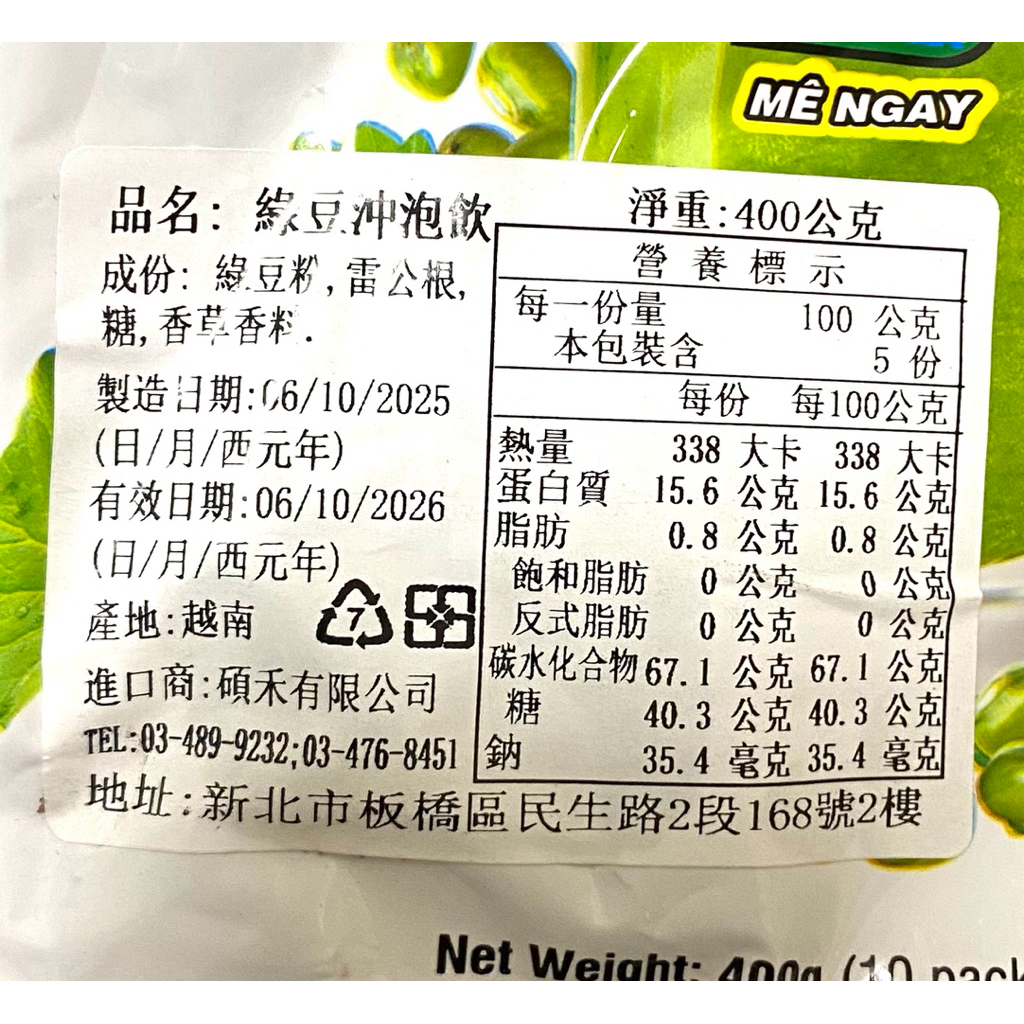 MÊ NGAY
品名: 綠豆沖泡飲
淨重:400公克
成份: 綠豆粉,雷公根,
糖,香草香料.
製造日期:06/10/2025
(日/月/西元年)
有效日期:06/10/2026
(日/月/西元年)
產地:越南
7
進口商:碩禾有限公司
TEL:03-489-9232;03-476-8451
地址:新北市板橋區民生路2段168號2樓
營養標示
每一份量 100 公克
本包裝含 5 份
每份 每100公克
熱量 338 大卡 338 大卡
蛋白質 15.6 公克 15.6 公克
脂肪 0.8 公克 0.8 公克
飽和脂肪 0 公克 0 公克
反式脂肪 0 公克 0 公克
碳水化合物 67.1 公克 67.1 公克
糖 40.3 公克 40.3 公克
鈉 35.4 毫克 35.4 毫克
Net Weight: 400g (10 pack